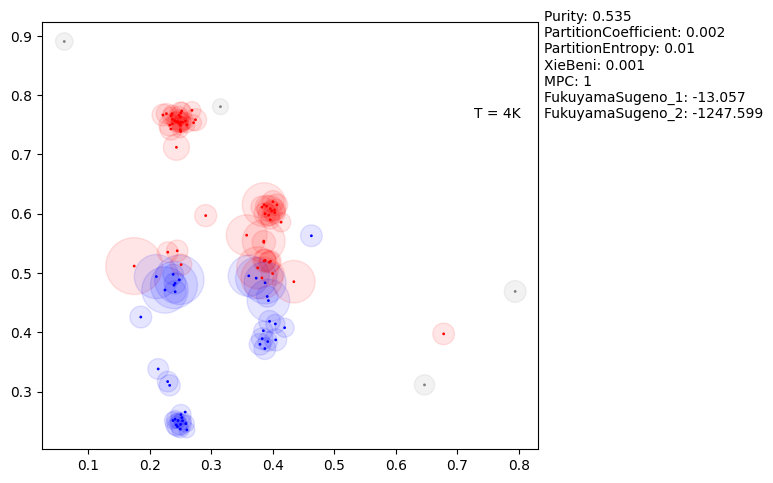 Purity: 0.535
PartitionCoefficient: 0.002
PartitionEntropy: 0.01
XieBeni: 0.001
MPC: 1
FukuyamaSugeno_1: -13.057
FukuyamaSugeno_2: -1247.599
T = 4K
0.9
0.8
0.7
0.6
0.5
0.4
0.3
0.1 0.2 0.3 0.4 0.5 0.6 0.7 0.8